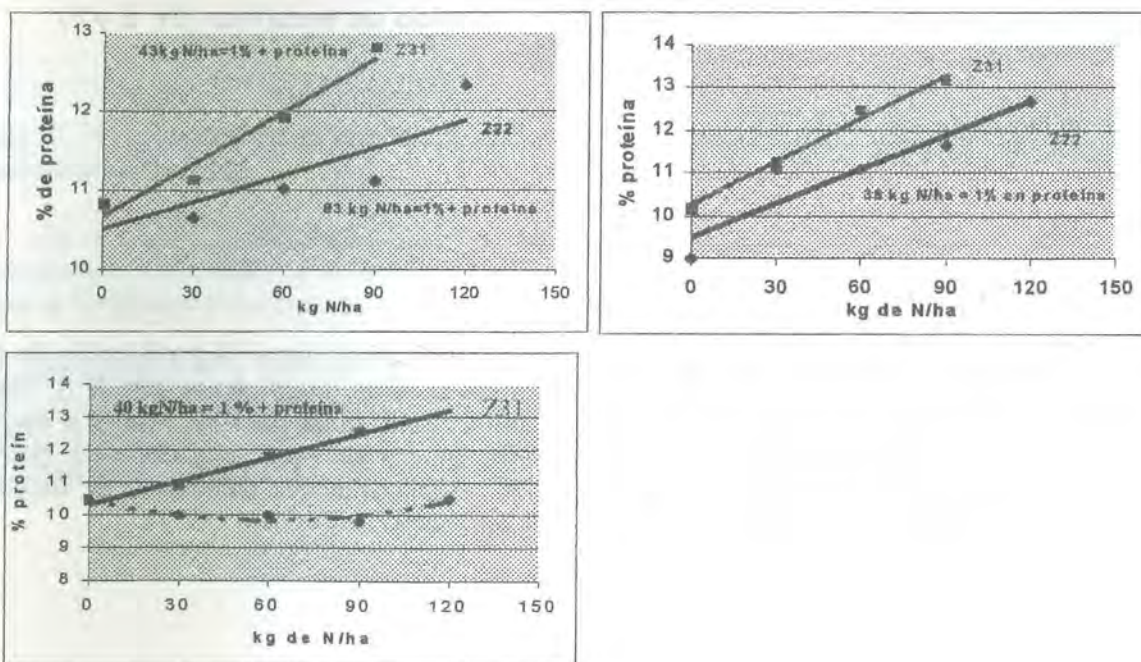 13
43kgN/ha=1% + proteína
Z31
12
Z22
11
83 kg N/ha=1%+ proteína
10
0 30 60 90 120 150
kg N/ha
% de proteína
14
Z31
13
12
Z22
11
38 kg N/ha = 1% en proteína
10
9
0 30 60 90 120 150
kg de N/ha
% proteína
14
40 kgN/ha = 1 % + proteína
Z31
13
12
11
10
9
8
0 30 60 90 120 150
kg de N/ha
% proteín